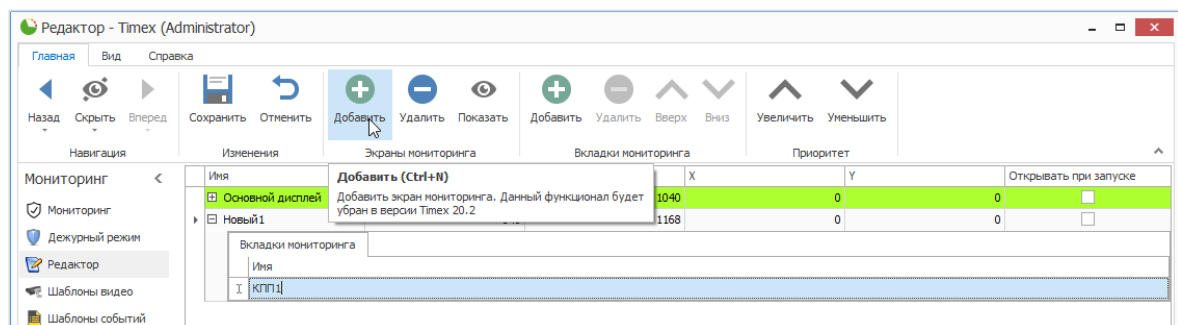 Редактор - Timex (Administrator)
Главная Вид Справка
Назад Скрыть Вперед Сохранить Отменить Добавить Удалить Показать Добавить Удалить Вверх Вниз Увеличить Уменьшить
Навигация Изменения Экраны мониторинга Вкладки мониторинга Приоритет
Мониторинг
Мониторинг
Дежурный режим
Редактор
Шаблоны видео
Шаблоны событий
Имя X Y Открывать при запуске
Добавить (Ctrl+N)
Добавить экран мониторинга. Данный функционал будет
убран в версии Timex 20.2
Основной дисплей 1040 0 0
Новый1 1168 0 0
Вкладки мониторинга
Имя
КПП1